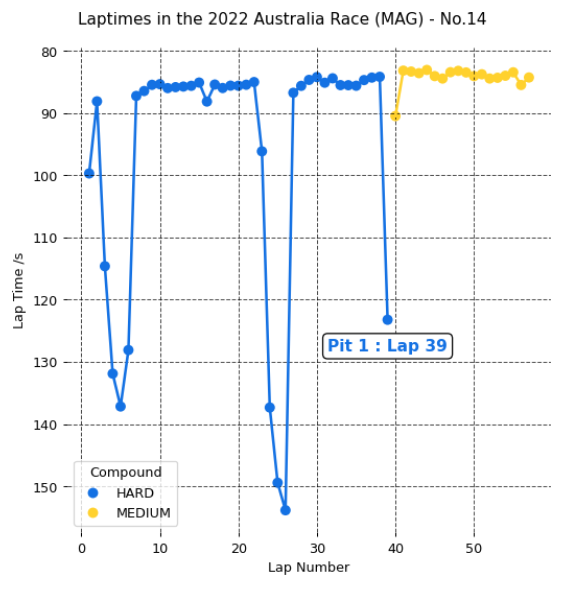 Laptimes in the 2022 Australia Race (MAG) - No.14
80
90
100
110
120
130
140
150
Lap Time /s
Pit 1 : Lap 39
Compound
HARD
MEDIUM
0 10 20 30 40 50
Lap Number